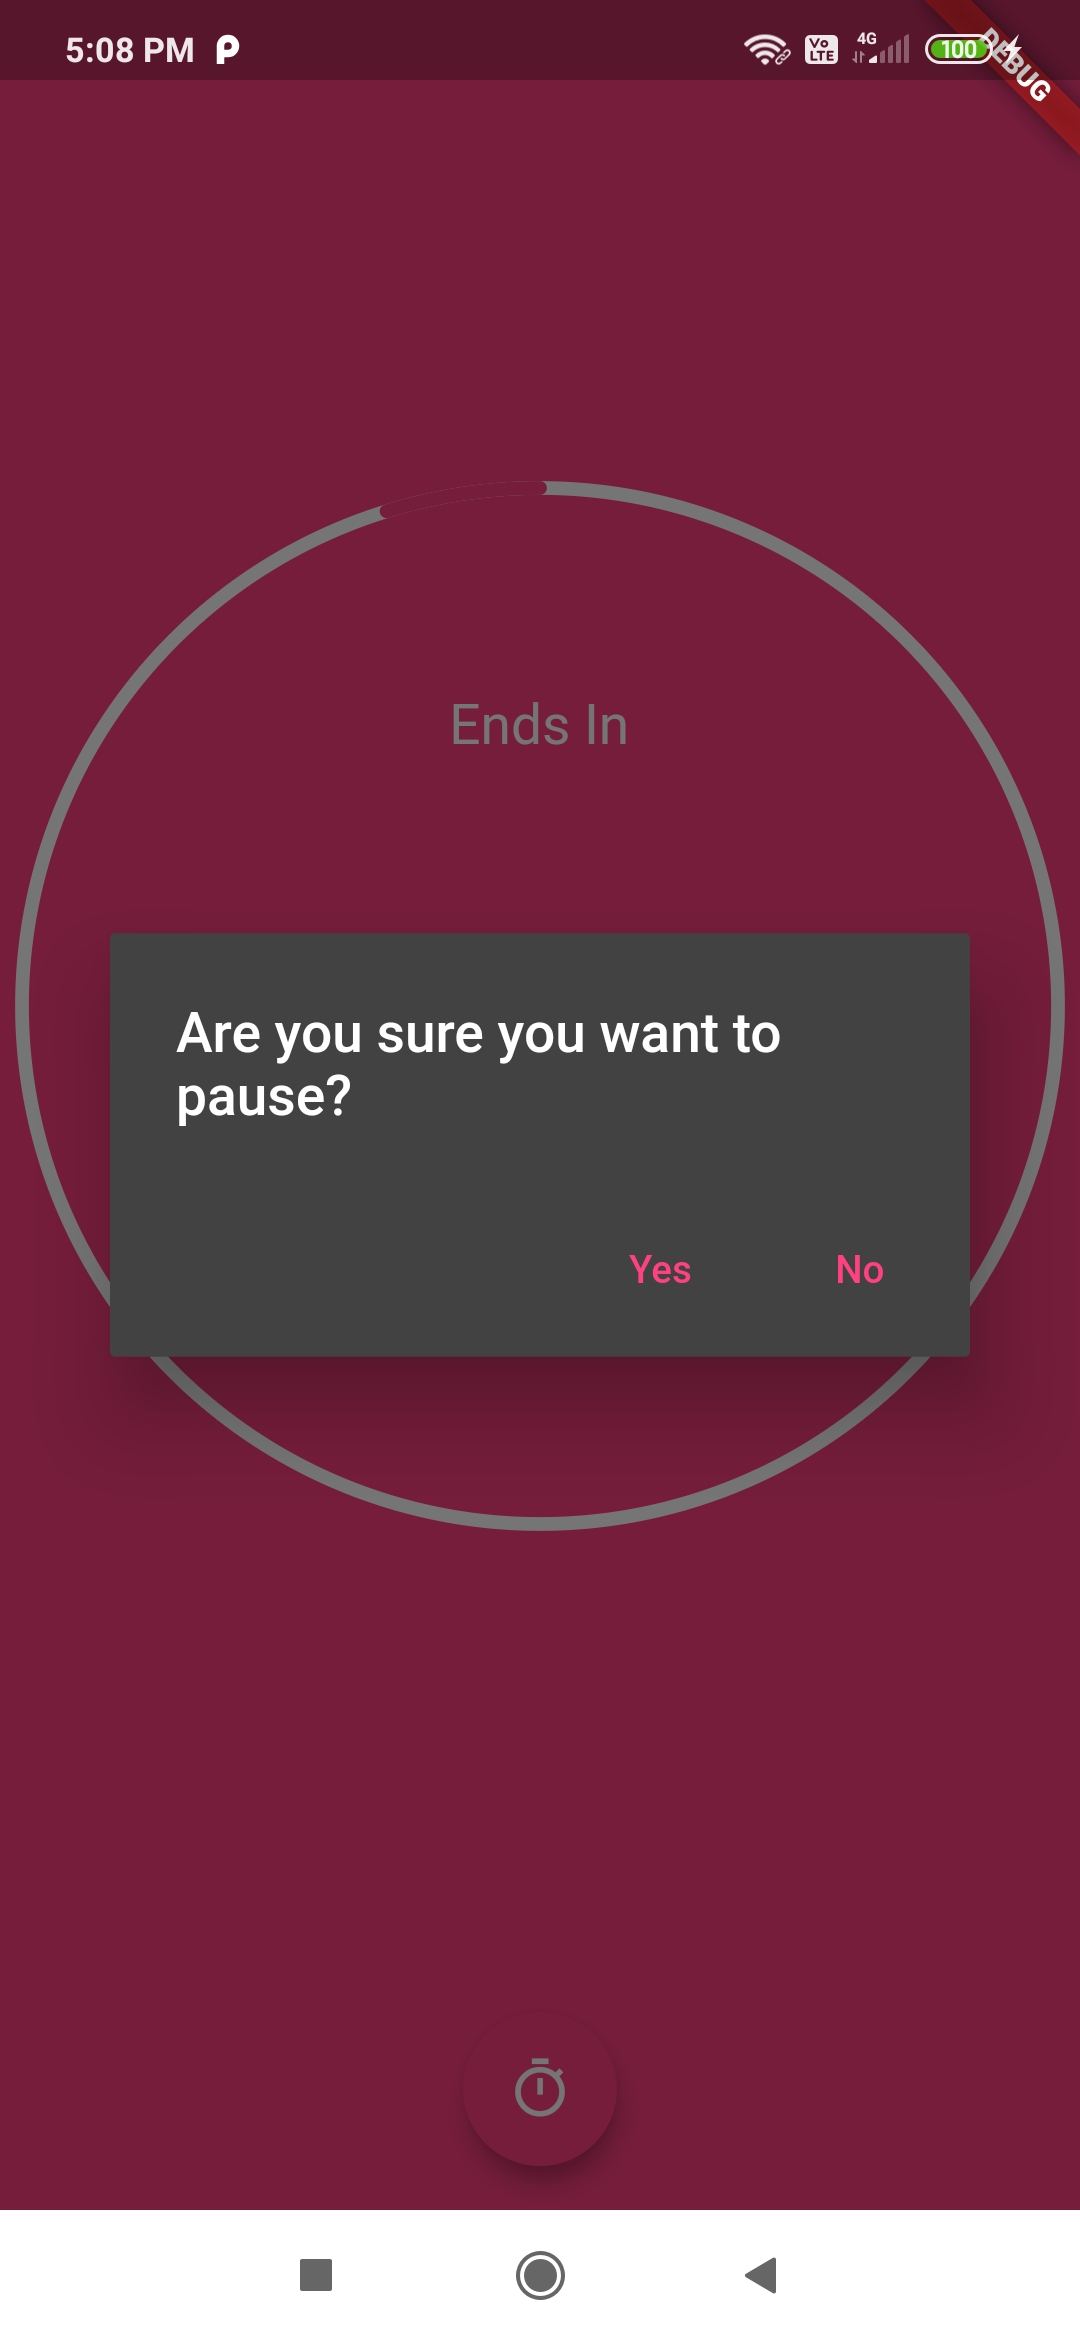 5:08 PM
Vo LTE
4G
100
DEBUG
Ends In
Are you sure you want to
pause?
Yes No